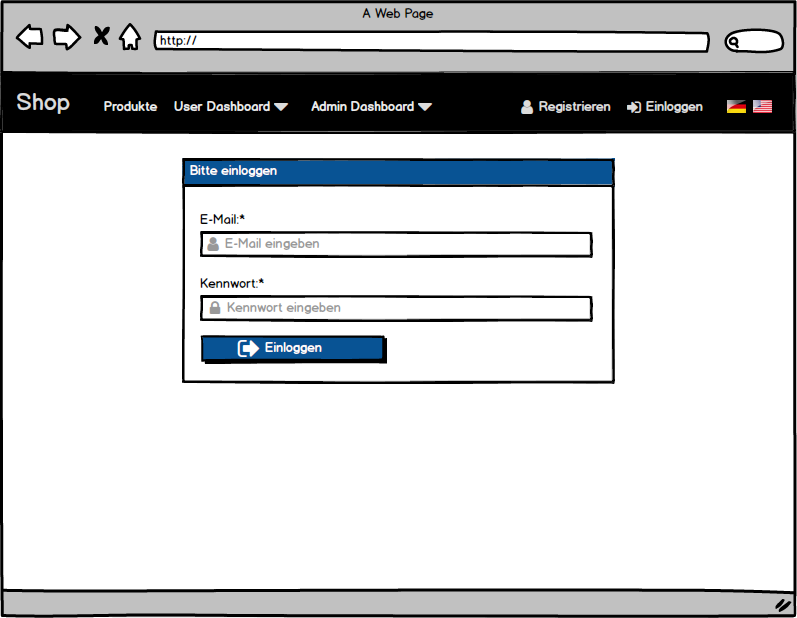 A Web Page
http://
Shop Produkte User Dashboard Admin Dashboard Registrieren Einloggen
Bitte einloggen
E-Mail:*
E-Mail eingeben
Kennwort:*
Kennwort eingeben
Einloggen